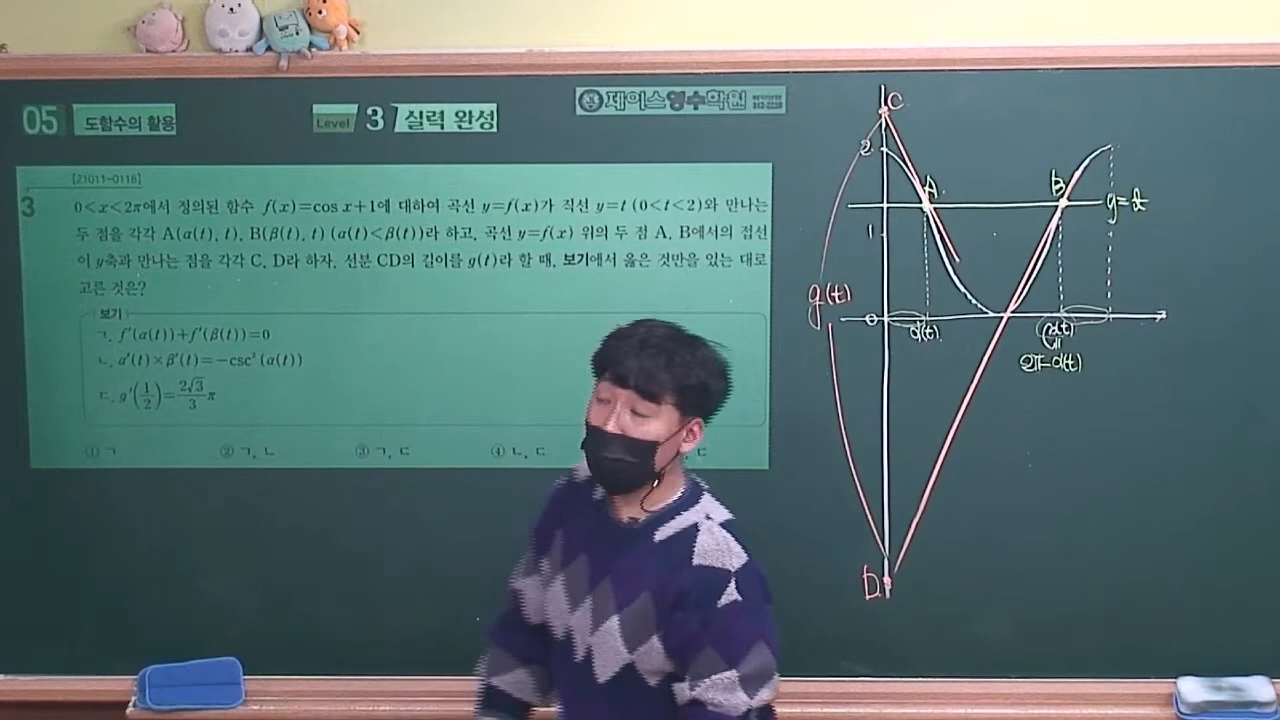 05 도함수의 활용
Level 3 실력 완성
제이스영수학원
[21011-0118]
3
0<x<2π에서 정의된 함수 f(x)=cos x+1에 대하여 곡선 y=f(x)가 직선 y=t (0<t<2)와 만나는
두 점을 각각 A(α(t), t), B(β(t), t) (α(t)<β(t))라 하고, 곡선 y=f(x) 위의 두 점 A, B에서의 접선
이 y축과 만나는 점을 각각 C, D라 하자. 선분 CD의 길이를 g(t)라 할 때, 보기에서 옳은 것만을 있는 대로
고른 것은?
보기
ㄱ. f'(α(t))+f'(β(t))=0
ㄴ. α'(t)×β'(t)=-csc²(α(t))
ㄷ. g'(1/2)=2√3/3 π
① ㄱ ② ㄱ, ㄴ ③ ㄱ, ㄷ ④ ㄴ, ㄷ ㄷ
C
2
A
B
y=t
1
g(t)
0
α(t)
β(t)
2π-α(t)
D